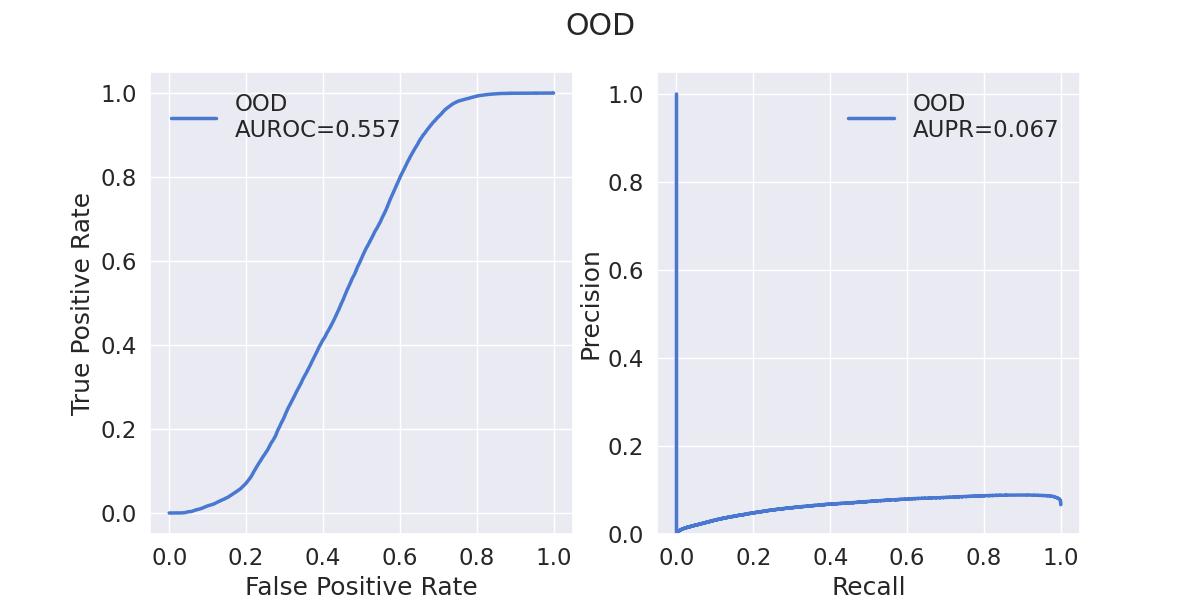 OOD
OOD
AUROC=0.557
True Positive Rate
1.0
0.8
0.6
0.4
0.2
0.0
0.0 0.2 0.4 0.6 0.8 1.0
False Positive Rate
OOD
AUPR=0.067
Precision
1.0
0.8
0.6
0.4
0.2
0.0
0.0 0.2 0.4 0.6 0.8 1.0
Recall